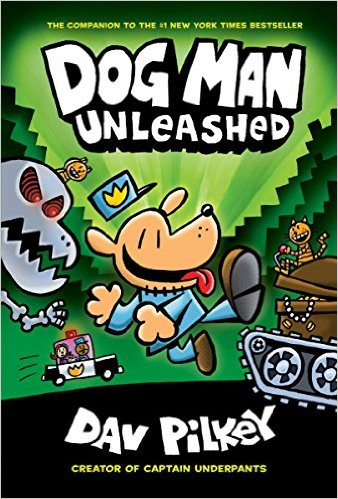 THE COMPANION TO THE #1 NEW YORK TIMES BESTSELLER
DOG MAN
UNLEASHED
DAV PILKEY
CREATOR OF CAPTAIN UNDERPANTS